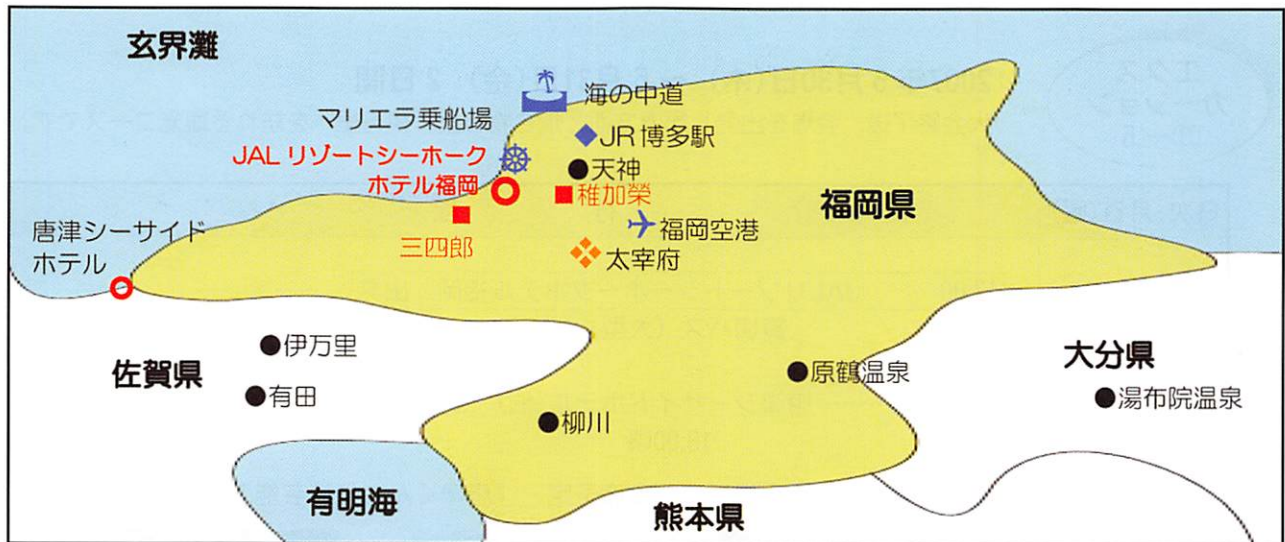 玄界灘
海の中道
マリエラ乗船場
JR博多駅
JALリゾートシーホーク
ホテル福岡
天神
稚加榮
福岡県
三四郎
福岡空港
唐津シーサイド
ホテル
太宰府
佐賀県
伊万里
有田
原鶴温泉
大分県
湯布院温泉
柳川
有明海
熊本県